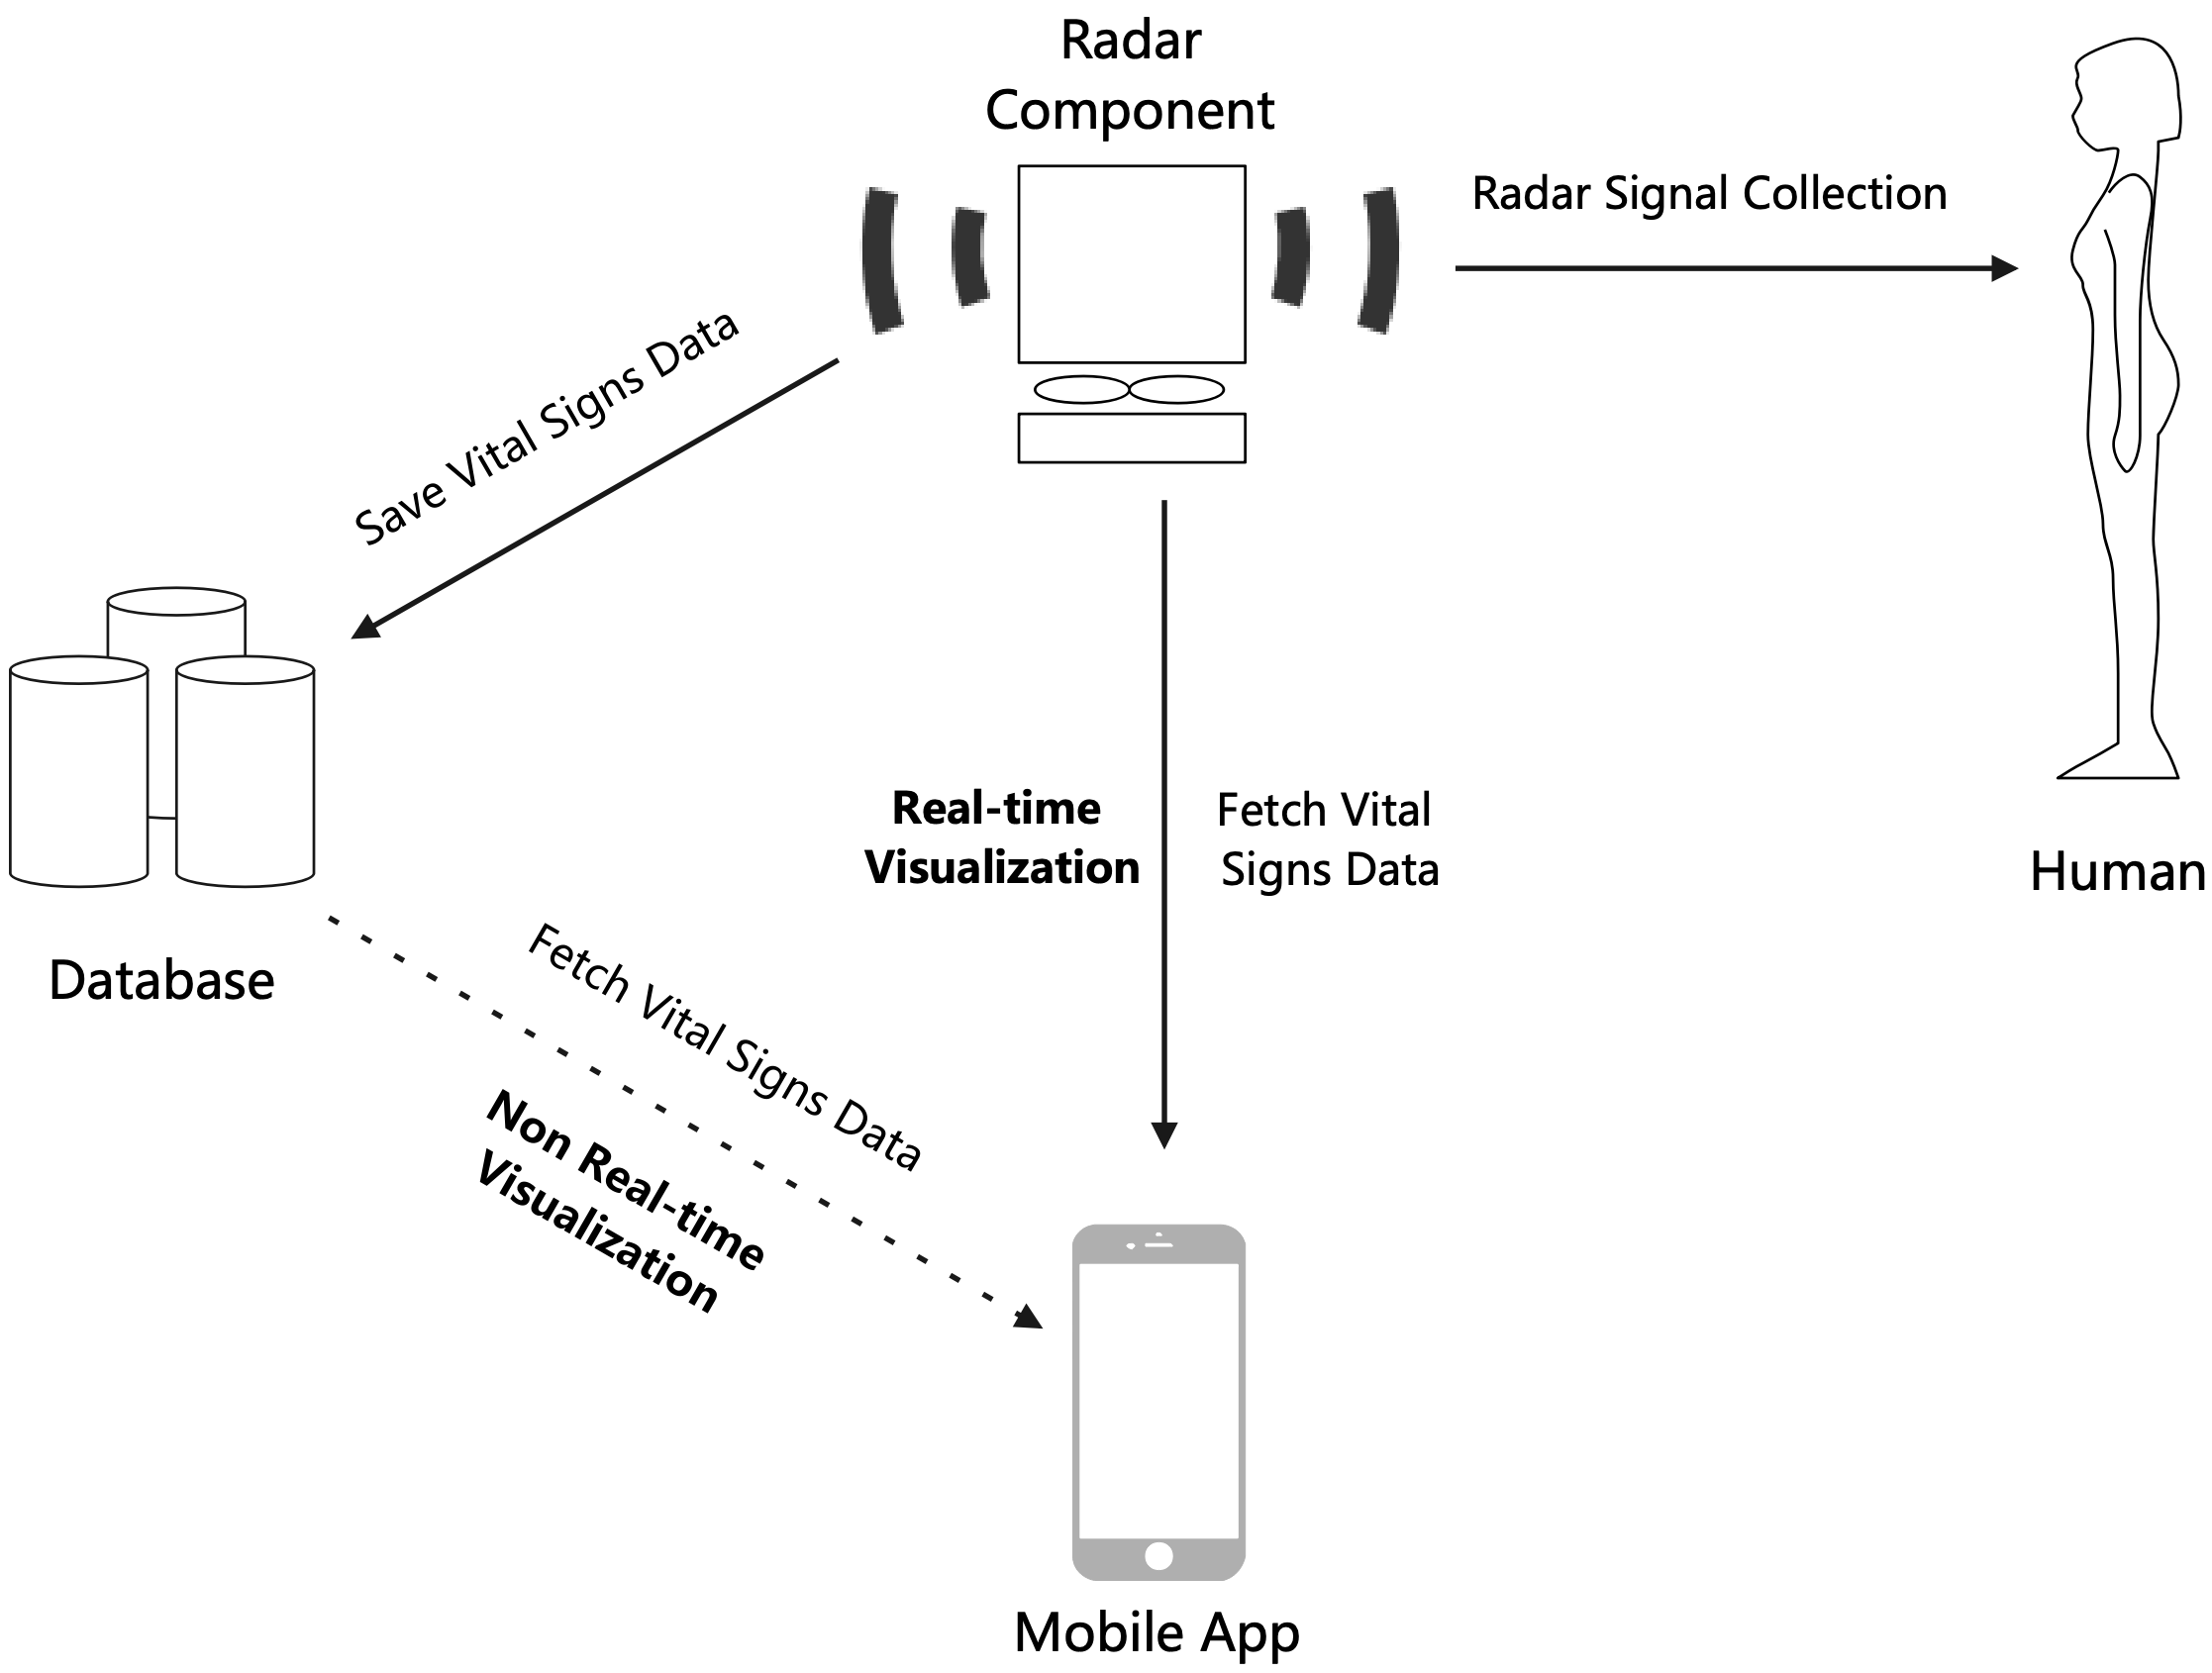 Radar
Component
Radar Signal Collection
Save Vital Signs Data
Real-time
Visualization
Fetch Vital
Signs Data
Human
Database
Fetch Vital Signs Data
Non Real-time
Visualization
Mobile App